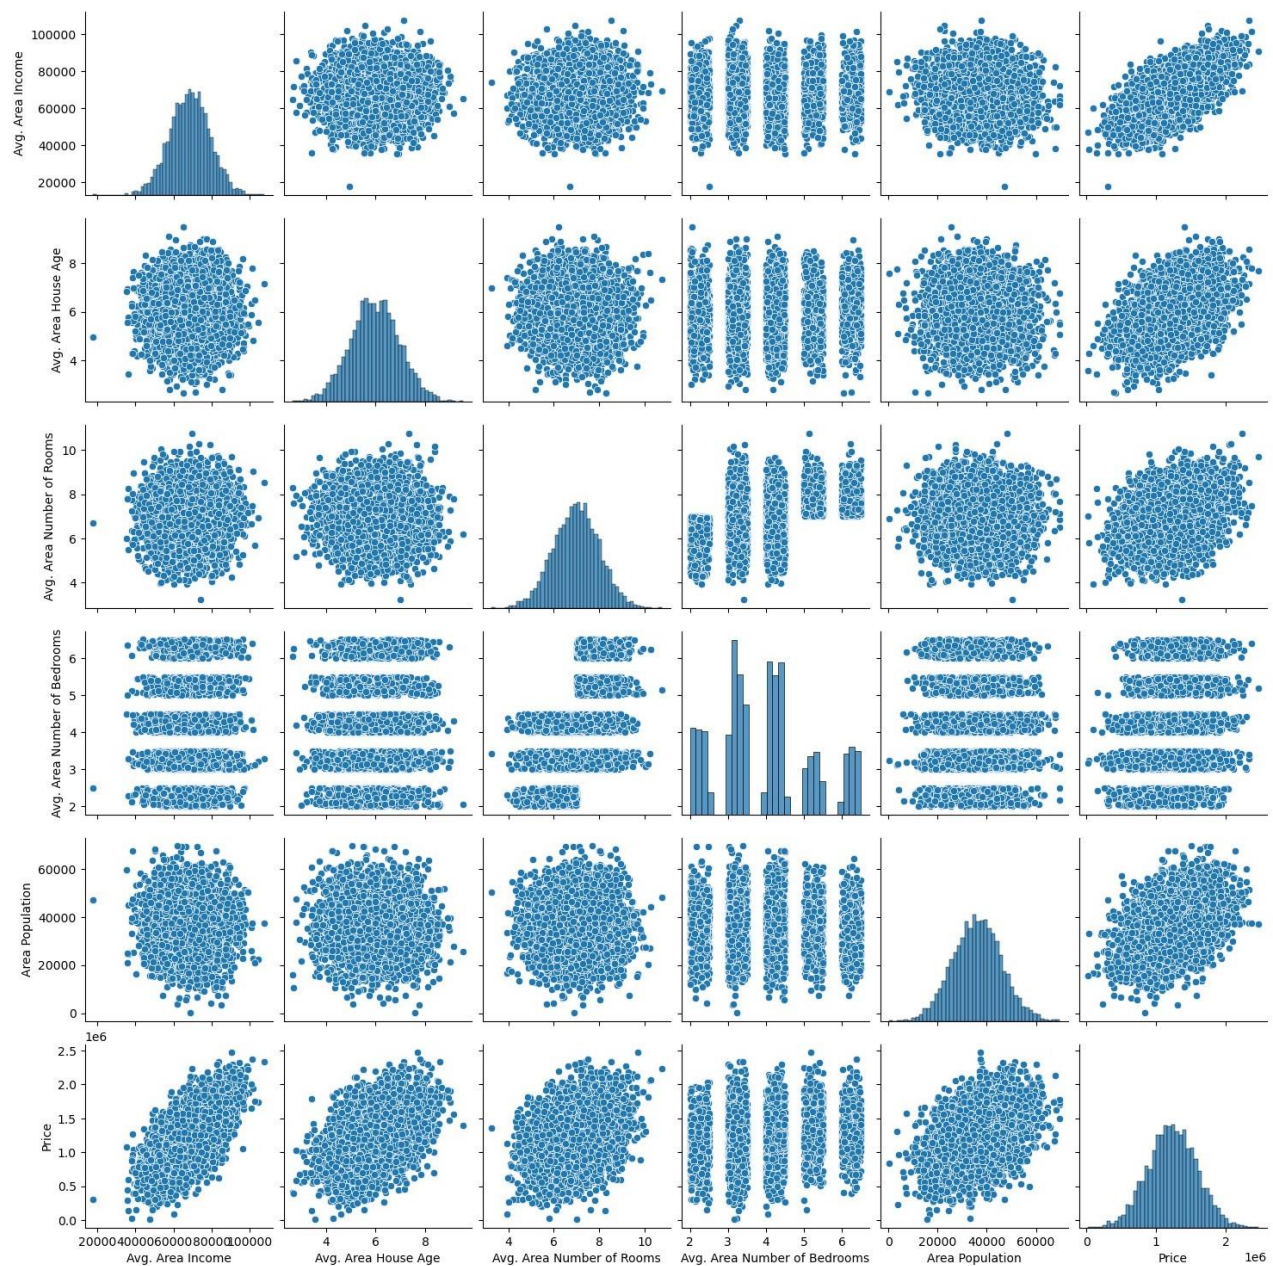 Avg. Area Income
100000
80000
60000
40000
20000
Avg. Area House Age
8
6
4
Avg. Area Number of Rooms
10
8
6
4
Avg. Area Number of Bedrooms
6
5
4
3
2
Area Population
60000
40000
20000
0
1e6
Price
2.5
2.0
1.5
1.0
0.5
0.0
20000 40000 60000 80000 100000
4 6 8
4 6 8 10
2 3 4 5 6
0 20000 40000 60000
0 1 2
1e6
Avg. Area Income
Avg. Area House Age
Avg. Area Number of Rooms
Avg. Area Number of Bedrooms
Area Population
Price